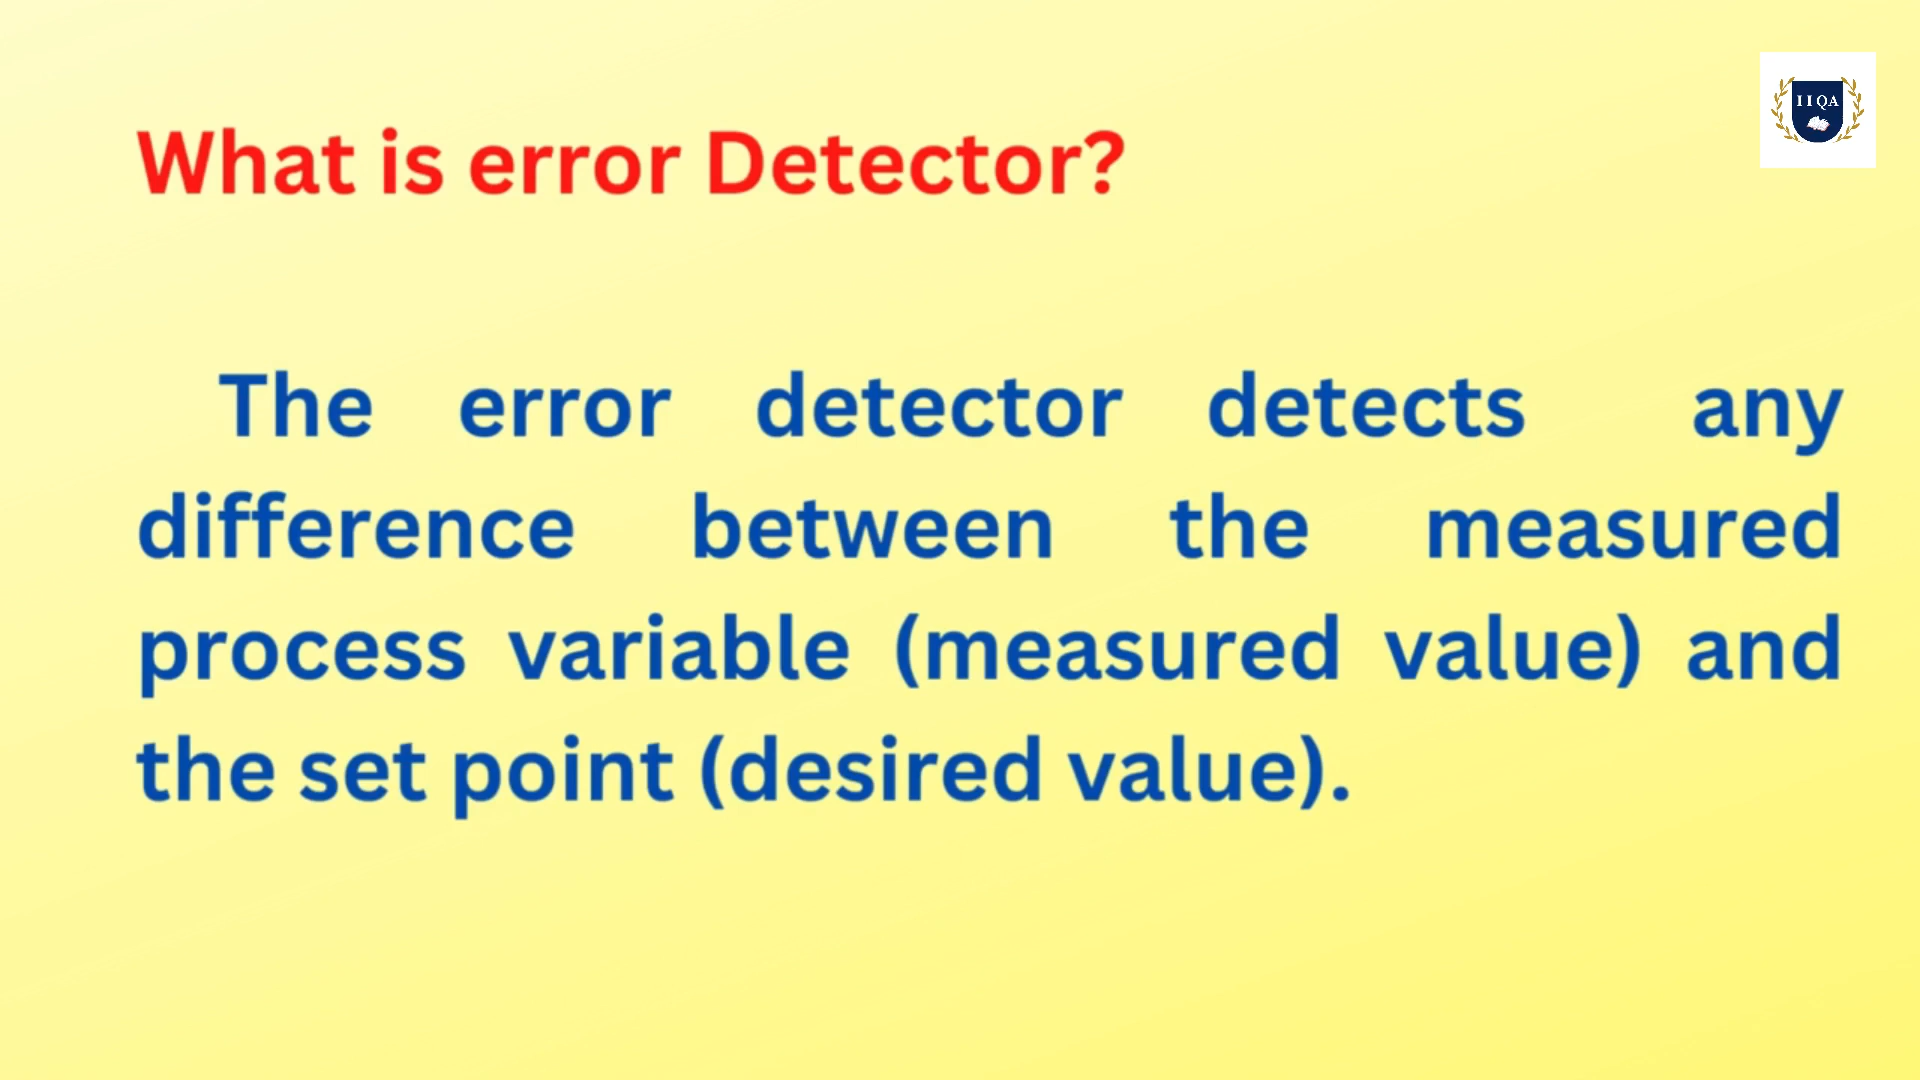 IIQA
What is error Detector?
The error detector detects any
difference between the measured
process variable (measured value) and
the set point (desired value).